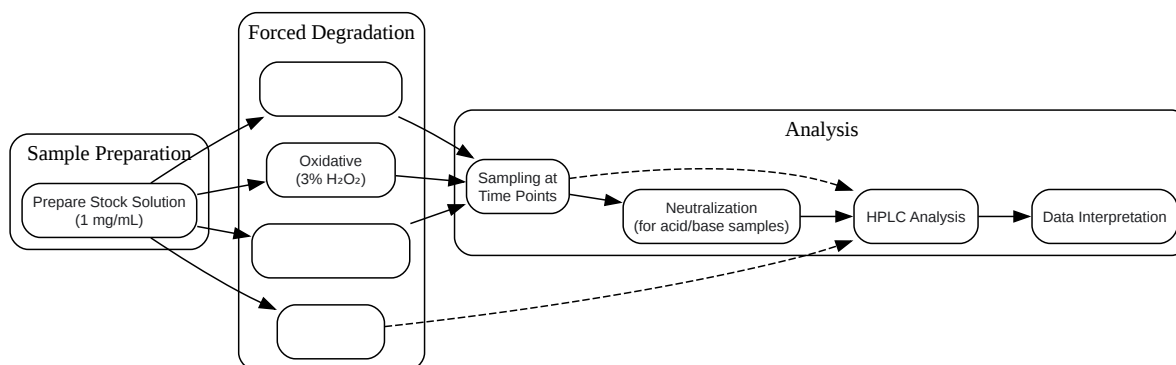 Forced Degradation
Analysis
Sample Preparation
Oxidative
(3% H₂O₂)
Sampling at
Time Points
Prepare Stock Solution
(1 mg/mL)
Neutralization
(for acid/base samples)
HPLC Analysis
Data Interpretation